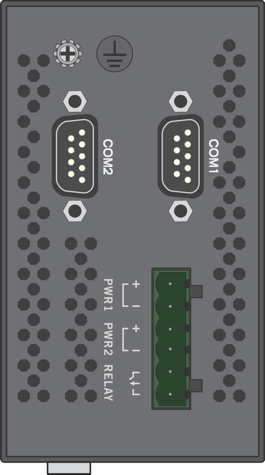 COM2
COM1
PWR1
+
−
PWR2
+
−
RELAY